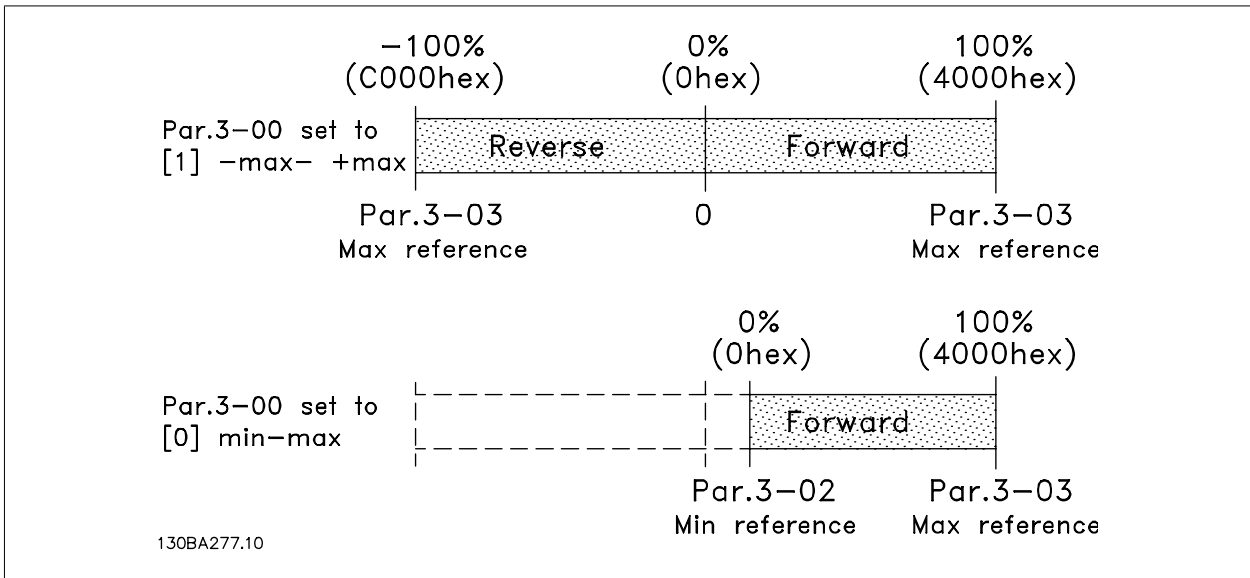 -100% 0% 100%
(C000hex) (0hex) (4000hex)
Par.3-00 set to
[1] -max- +max
Reverse Forward
Par.3-03 0 Par.3-03
Max reference Max reference
0% 100%
(0hex) (4000hex)
Par.3-00 set to
[0] min-max
Forward
Par.3-02 Par.3-03
Min reference Max reference
130BA277.10